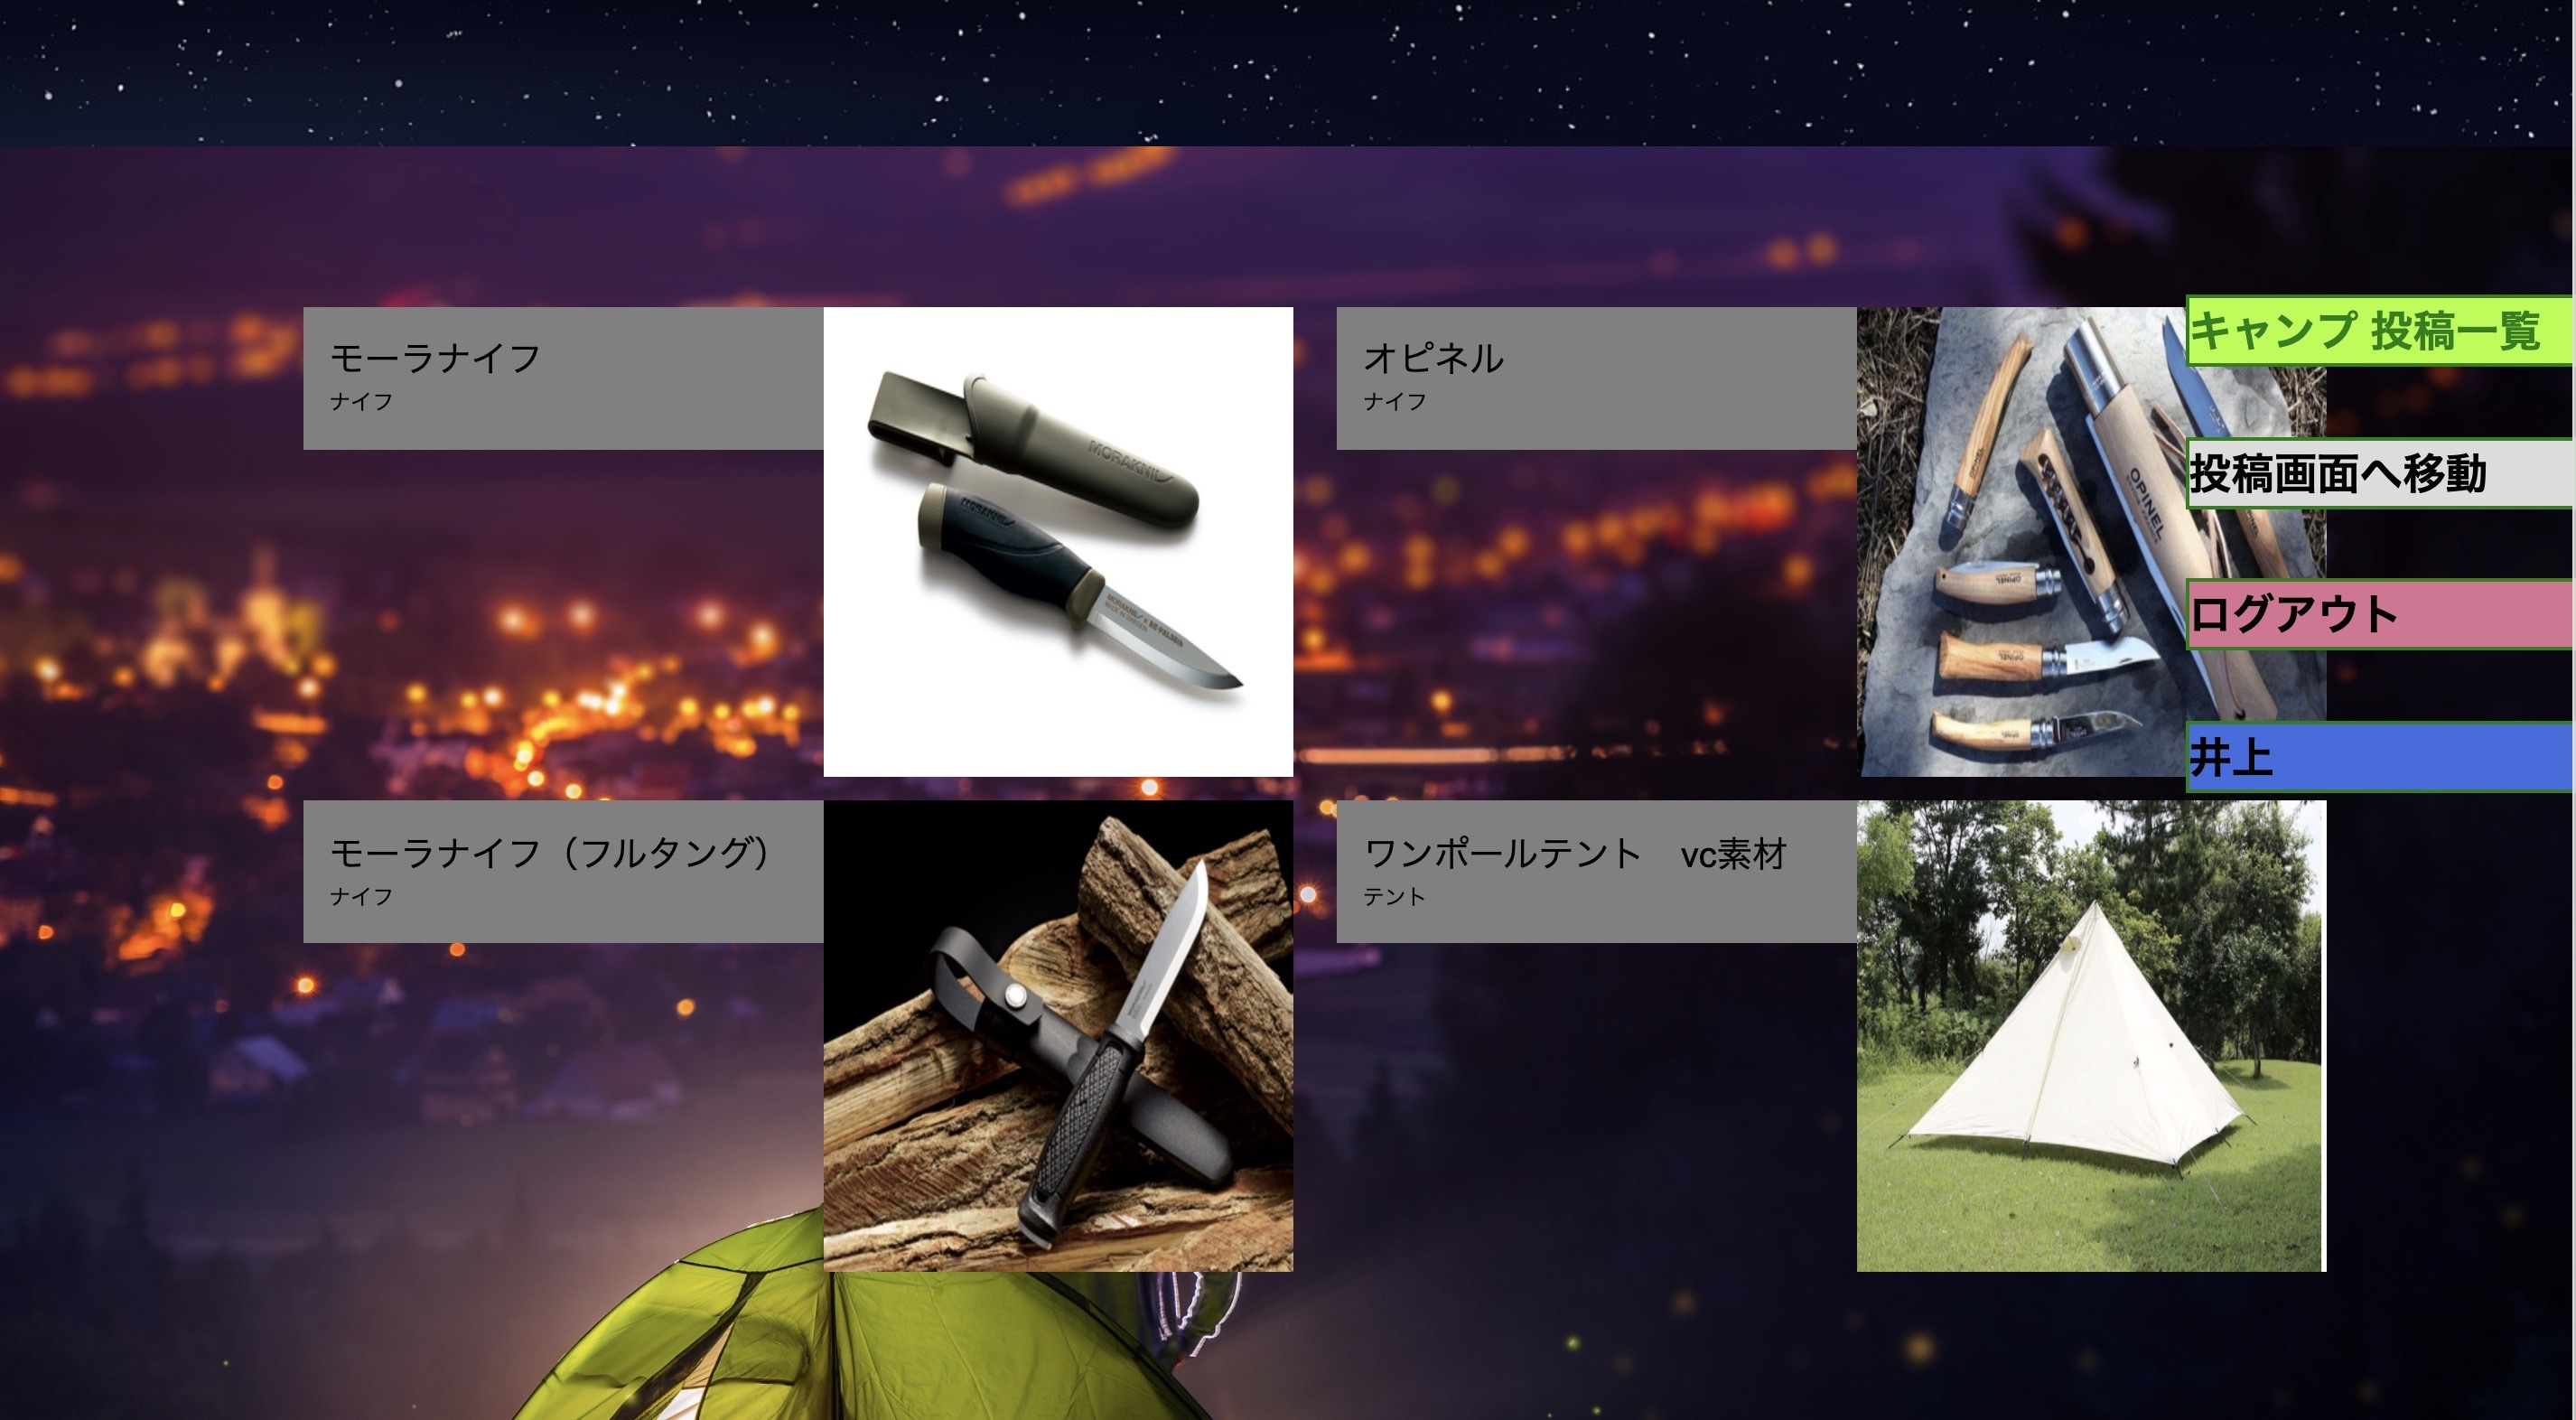 モーラナイフ
ナイフ
MORAKNIV
MORAKNIV
オピネル
ナイフ
OPINEL
OPINEL
OPINEL
キャンプ 投稿一覧
投稿画面へ移動
ログアウト
井上
モーラナイフ（フルタング）
ナイフ
ワンポールテント　vc素材
テント